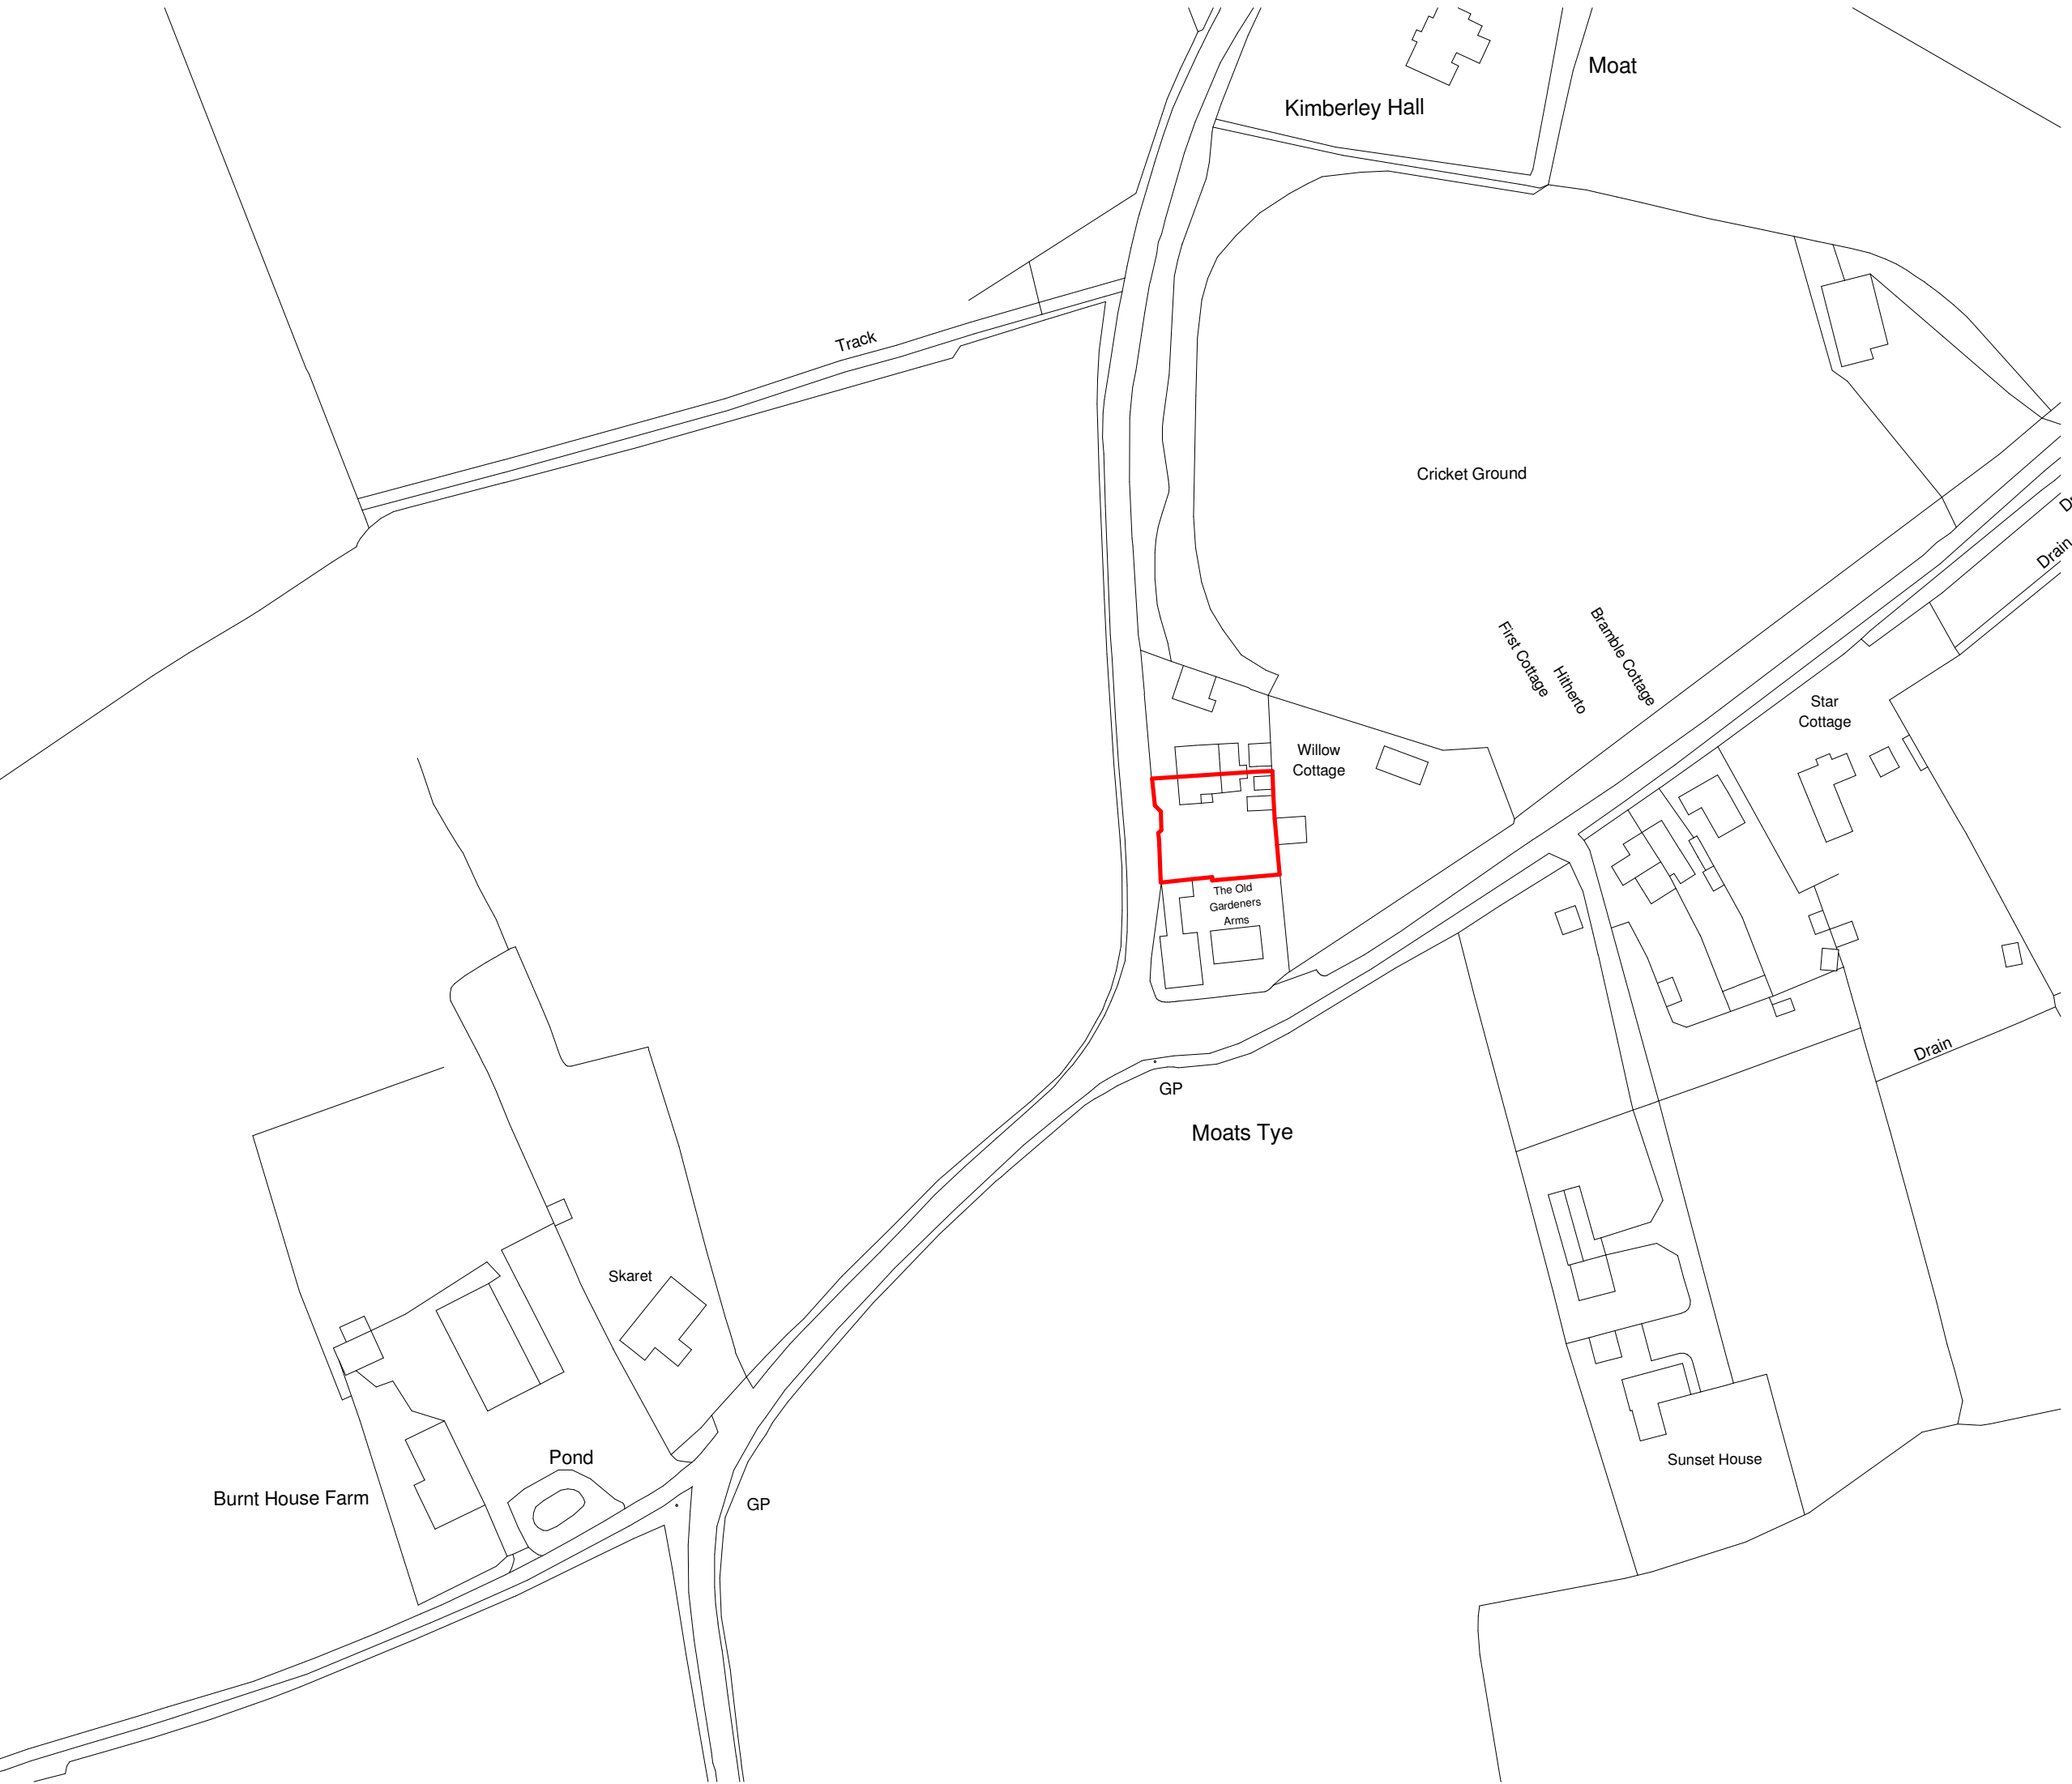 Moat
Kimberley Hall
Track
Cricket Ground
Drain
First Cottage
Hitherto
Bramble Cottage
Star
Cottage
Willow
Cottage
The Old
Gardeners
Arms
Drain
GP
Moats Tye
Skaret
Pond
Burnt House Farm
GP
Sunset House